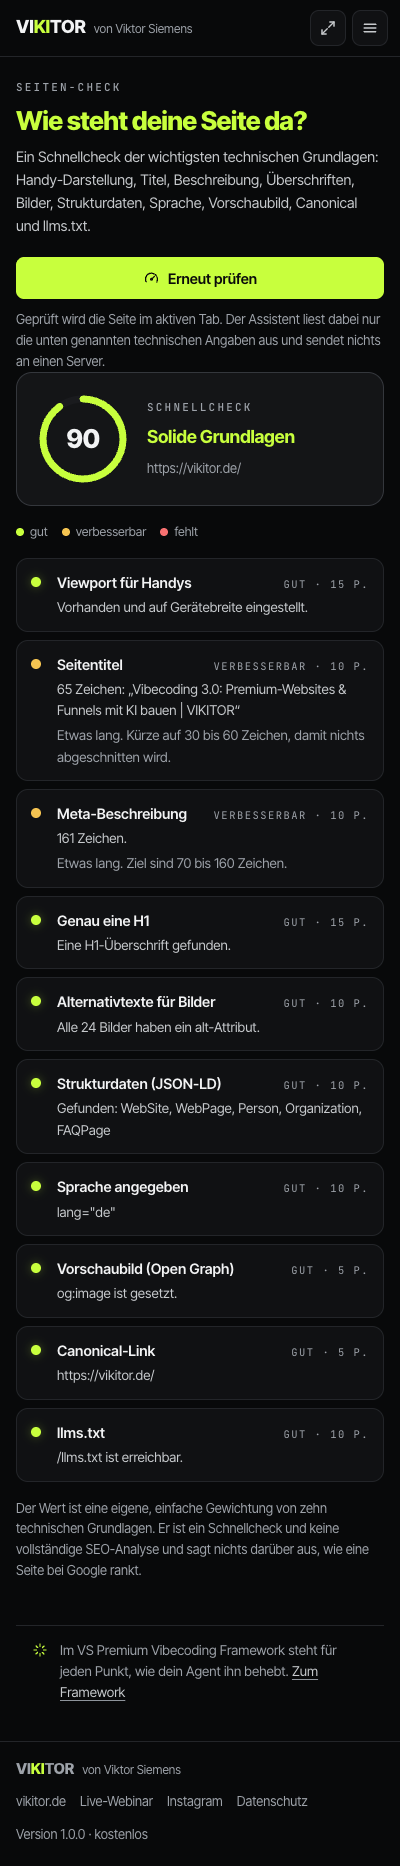 VIKITOR von Viktor Siemens
SEITEN-CHECK
Wie steht deine Seite da?
Ein Schnellcheck der wichtigsten technischen Grundlagen:
Handy-Darstellung, Titel, Beschreibung, Überschriften,
Bilder, Strukturdaten, Sprache, Vorschaubild, Canonical
und llms.txt.
Erneut prüfen
Geprüft wird die Seite im aktiven Tab. Der Assistent liest dabei nur
die unten genannten technischen Angaben aus und sendet nichts
an einen Server.
90
SCHNELLCHECK
Solide Grundlagen
https://vikitor.de/
gut verbesserbar fehlt
Viewport für Handys GUT · 15 P.
Vorhanden und auf Gerätebreite eingestellt.
Seitentitel VERBESSERBAR · 10 P.
65 Zeichen: „Vibecoding 3.0: Premium-Websites &
Funnels mit KI bauen | VIKITOR“
Etwas lang. Kürze auf 30 bis 60 Zeichen, damit nichts
abgeschnitten wird.
Meta-Beschreibung VERBESSERBAR · 10 P.
161 Zeichen.
Etwas lang. Ziel sind 70 bis 160 Zeichen.
Genau eine H1 GUT · 15 P.
Eine H1-Überschrift gefunden.
Alternativtexte für Bilder GUT · 10 P.
Alle 24 Bilder haben ein alt-Attribut.
Strukturdaten (JSON-LD) GUT · 10 P.
Gefunden: WebSite, WebPage, Person, Organization,
FAQPage
Sprache angegeben GUT · 10 P.
lang="de"
Vorschaubild (Open Graph) GUT · 5 P.
og:image ist gesetzt.
Canonical-Link GUT · 5 P.
https://vikitor.de/
llms.txt GUT · 10 P.
/llms.txt ist erreichbar.
Der Wert ist eine eigene, einfache Gewichtung von zehn
technischen Grundlagen. Er ist ein Schnellcheck und keine
vollständige SEO-Analyse und sagt nichts darüber aus, wie eine
Seite bei Google rankt.
Im VS Premium Vibecoding Framework steht für
jeden Punkt, wie dein Agent ihn behebt. Zum
Framework
VIKITOR von Viktor Siemens
vikitor.de Live-Webinar Instagram Datenschutz
Version 1.0.0 · kostenlos